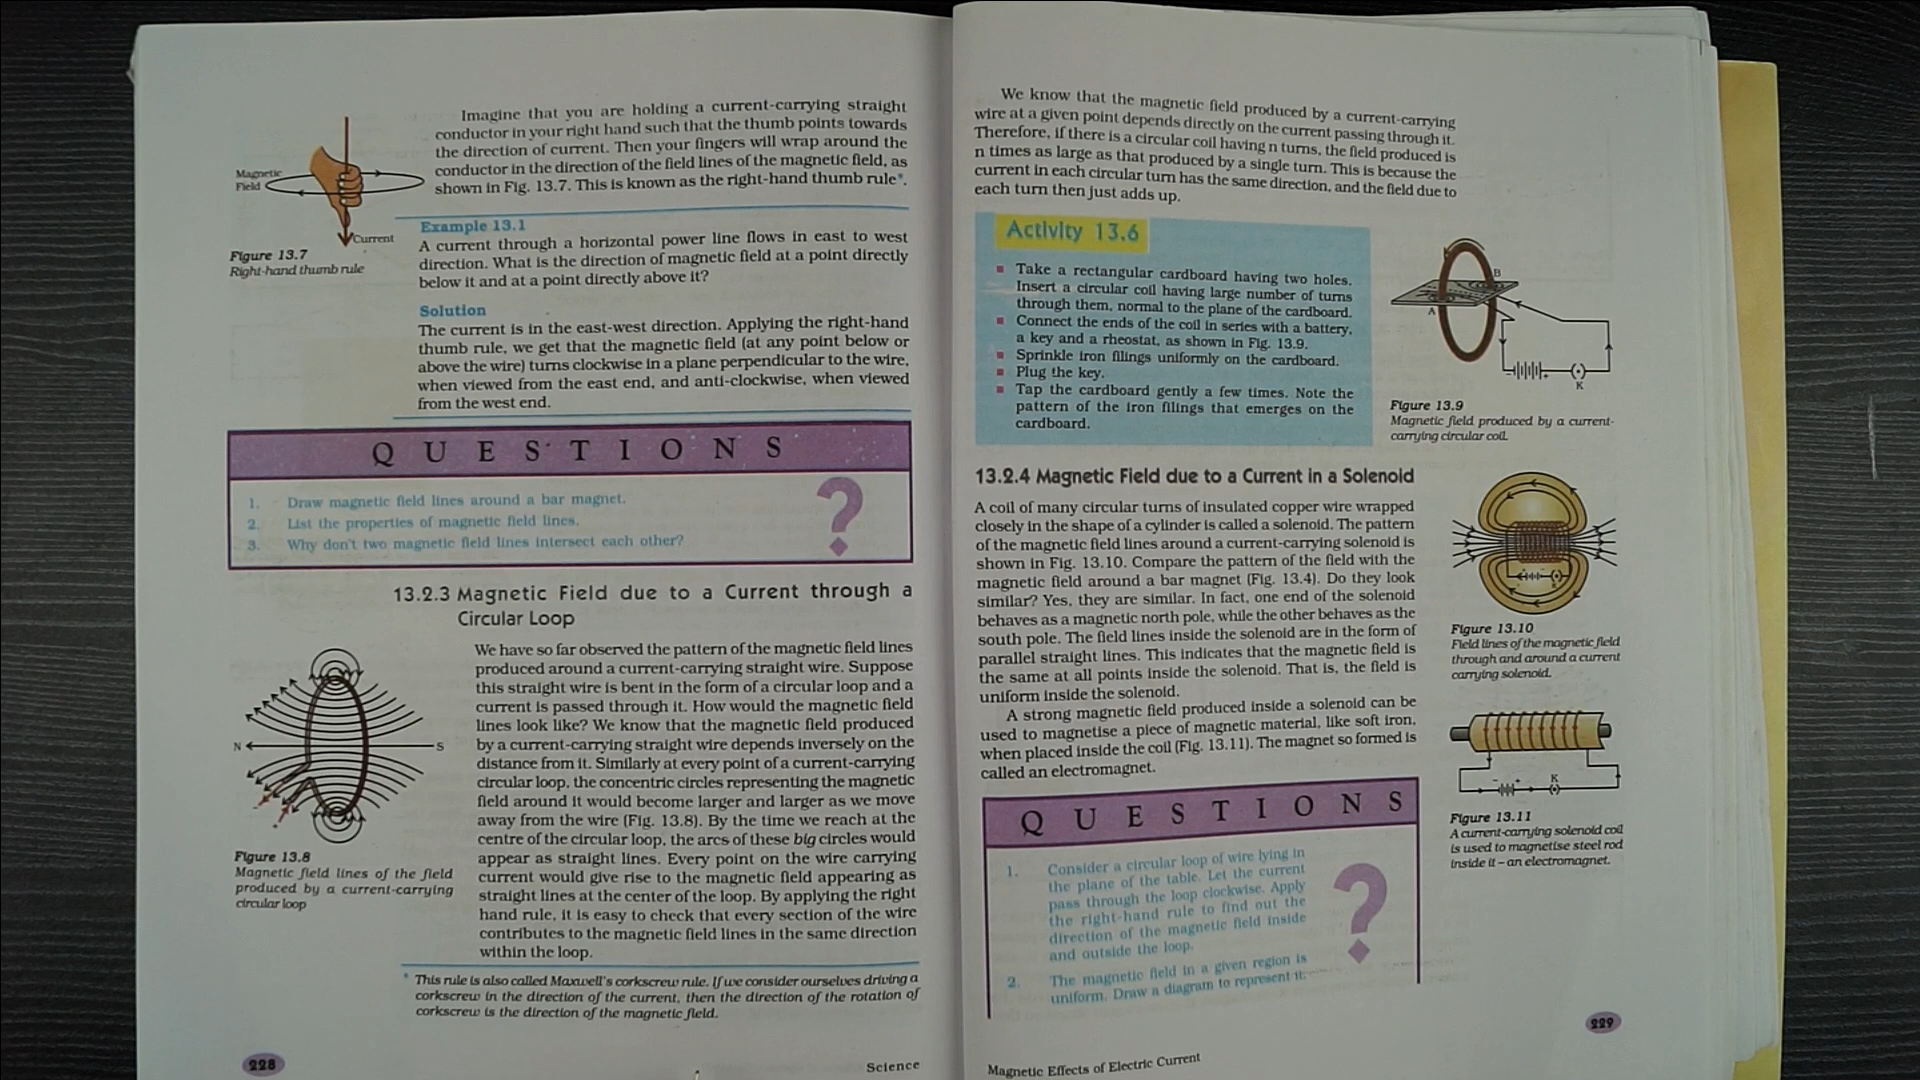 Imagine that you are holding a current-carrying straight
conductor in your right hand such that the thumb points towards
the direction of current. Then your fingers will wrap around the
conductor in the direction of the field lines of the magnetic field, as
shown in Fig. 13.7. This is known as the right-hand thumb rule*.
Magnetic
Field
Current
Figure 13.7
Right-hand thumb rule
Example 13.1
A current through a horizontal power line flows in east to west
direction. What is the direction of magnetic field at a point directly
below it and at a point directly above it?
Solution
The current is in the east-west direction. Applying the right-hand
thumb rule, we get that the magnetic field (at any point below or
above the wire) turns clockwise in a plane perpendicular to the wire,
when viewed from the east end, and anti-clockwise, when viewed
from the west end.
QUESTIONS
1. Draw magnetic field lines around a bar magnet.
2. List the properties of magnetic field lines.
3. Why don't two magnetic field lines intersect each other?
?
13.2.3 Magnetic Field due to a Current through a
Circular Loop
We have so far observed the pattern of the magnetic field lines
produced around a current-carrying straight wire. Suppose
this straight wire is bent in the form of a circular loop and a
current is passed through it. How would the magnetic field
lines look like? We know that the magnetic field produced
by a current-carrying straight wire depends inversely on the
distance from it. Similarly at every point of a current-carrying
circular loop, the concentric circles representing the magnetic
field around it would become larger and larger as we move
away from the wire (Fig. 13.8). By the time we reach at the
centre of the circular loop, the arcs of these big circles would
appear as straight lines. Every point on the wire carrying
current would give rise to the magnetic field appearing as
straight lines at the center of the loop. By applying the right
hand rule, it is easy to check that every section of the wire
contributes to the magnetic field lines in the same direction
within the loop.
N
S
Figure 13.8
Magnetic field lines of the field
produced by a current-carrying
circular loop
* This rule is also called Maxwell's corkscrew rule. If we consider ourselves driving a
corkscrew in the direction of the current, then the direction of the rotation of
corkscrew is the direction of the magnetic field.
228
Science
We know that the magnetic field produced by a current-carrying
wire at a given point depends directly on the current passing through it.
Therefore, if there is a circular coil having n turns, the field produced is
n times as large as that produced by a single turn. This is because the
current in each circular turn has the same direction, and the field due to
each turn then just adds up.
Activity 13.6
Take a rectangular cardboard having two holes.
Insert a circular coil having large number of turns
through them, normal to the plane of the cardboard.
Connect the ends of the coil in series with a battery,
a key and a rheostat, as shown in Fig. 13.9.
Sprinkle iron filings uniformly on the cardboard.
Plug the key.
Tap the cardboard gently a few times. Note the
pattern of the iron filings that emerges on the
cardboard.
B
A
- +
K
Figure 13.9
Magnetic field produced by a current-
carrying circular coil.
13.2.4 Magnetic Field due to a Current in a Solenoid
A coil of many circular turns of insulated copper wire wrapped
closely in the shape of a cylinder is called a solenoid. The pattern
of the magnetic field lines around a current-carrying solenoid is
shown in Fig. 13.10. Compare the pattern of the field with the
magnetic field around a bar magnet (Fig. 13.4). Do they look
similar? Yes, they are similar. In fact, one end of the solenoid
behaves as a magnetic north pole, while the other behaves as the
south pole. The field lines inside the solenoid are in the form of
parallel straight lines. This indicates that the magnetic field is
the same at all points inside the solenoid. That is, the field is
uniform inside the solenoid.
A strong magnetic field produced inside a solenoid can be
used to magnetise a piece of magnetic material, like soft iron,
when placed inside the coil (Fig. 13.11). The magnet so formed is
called an electromagnet.
Figure 13.10
Field lines of the magnetic field
through and around a current
carrying solenoid.
- +
K
Figure 13.11
A current-carrying solenoid coil
is used to magnetise steel rod
inside it – an electromagnet.
QUESTIONS
1. Consider a circular loop of wire lying in
the plane of the table. Let the current
pass through the loop clockwise. Apply
the right-hand rule to find out the
direction of the magnetic field inside
and outside the loop.
2. The magnetic field in a given region is
uniform. Draw a diagram to represent it.
?
Magnetic Effects of Electric Current
229